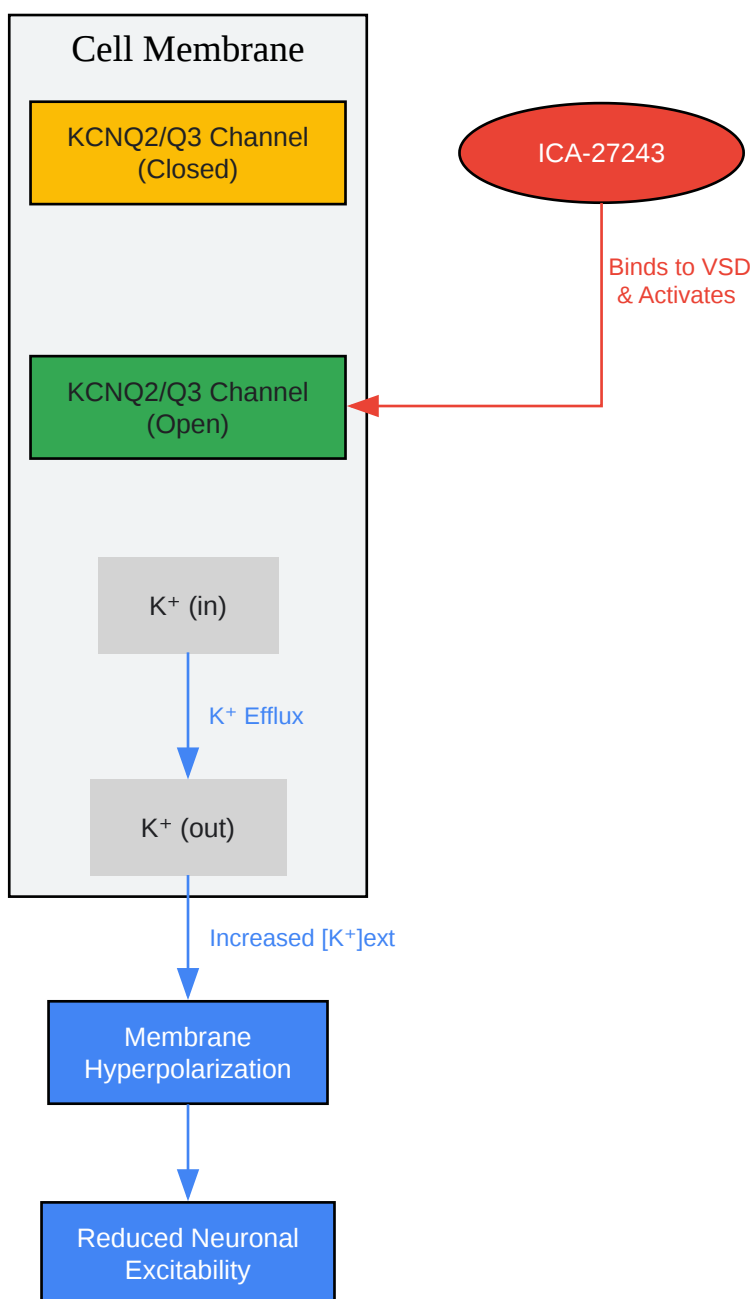 Cell Membrane
KCNQ2/Q3 Channel
(Closed)
ICA-27243
Binds to VSD
& Activates
KCNQ2/Q3 Channel
(Open)
K⁺ (in)
K⁺ Efflux
K⁺ (out)
Increased [K⁺]ext
Membrane
Hyperpolarization
Reduced Neuronal
Excitability